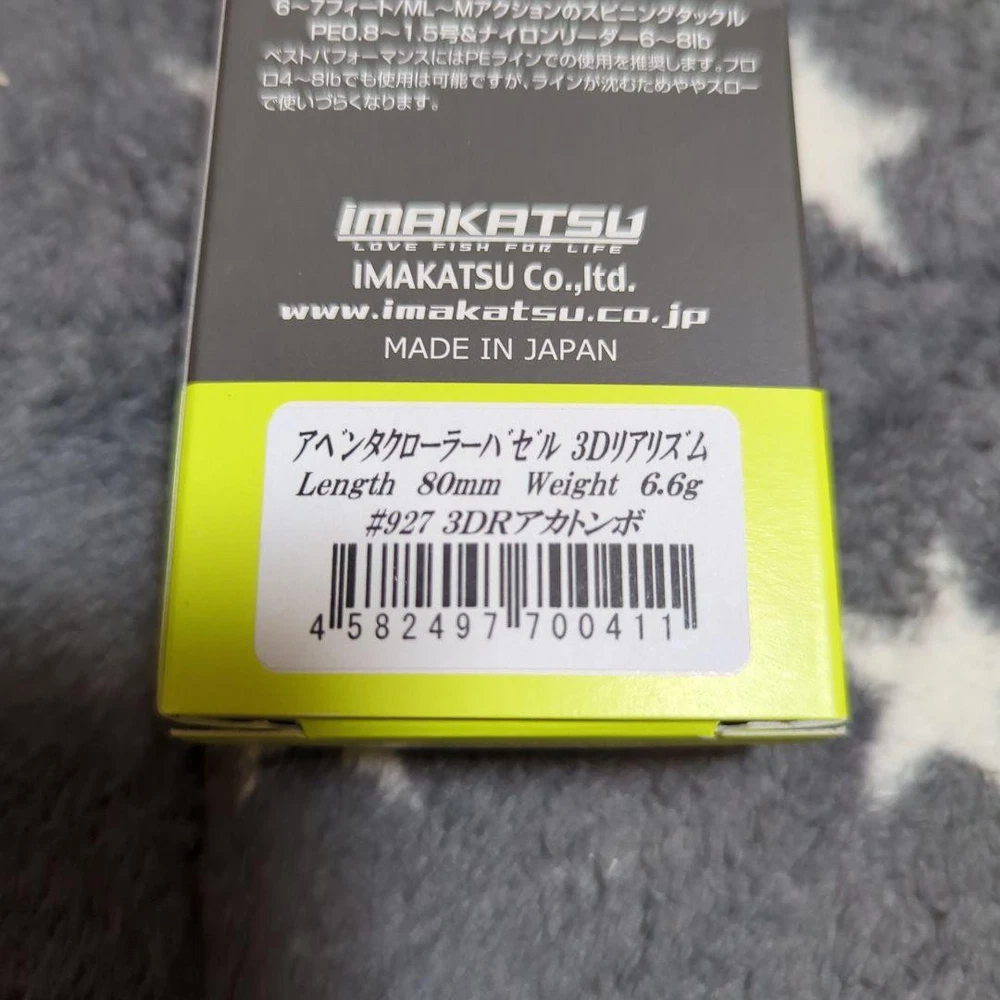 6～7フィート/ML～Mアクションのスピニングタックル
PE0.8～1.5号&ナイロンリーダー6～8lb
ベストパフォーマンスにはPEラインでの使用を推奨します。フロ
ロ4～8lbでも使用は可能ですが、ラインが沈むためややスロー
で使いづらくなります。
IMAKATSU
LOVE FISH FOR LIFE
IMAKATSU Co.,ltd.
www.imakatsu.co.jp
MADE IN JAPAN
アベンタクローラーバゼル 3Dリアリズム
Length 80mm Weight 6.6g
#927 3DRアカトンボ
4 582497 700411